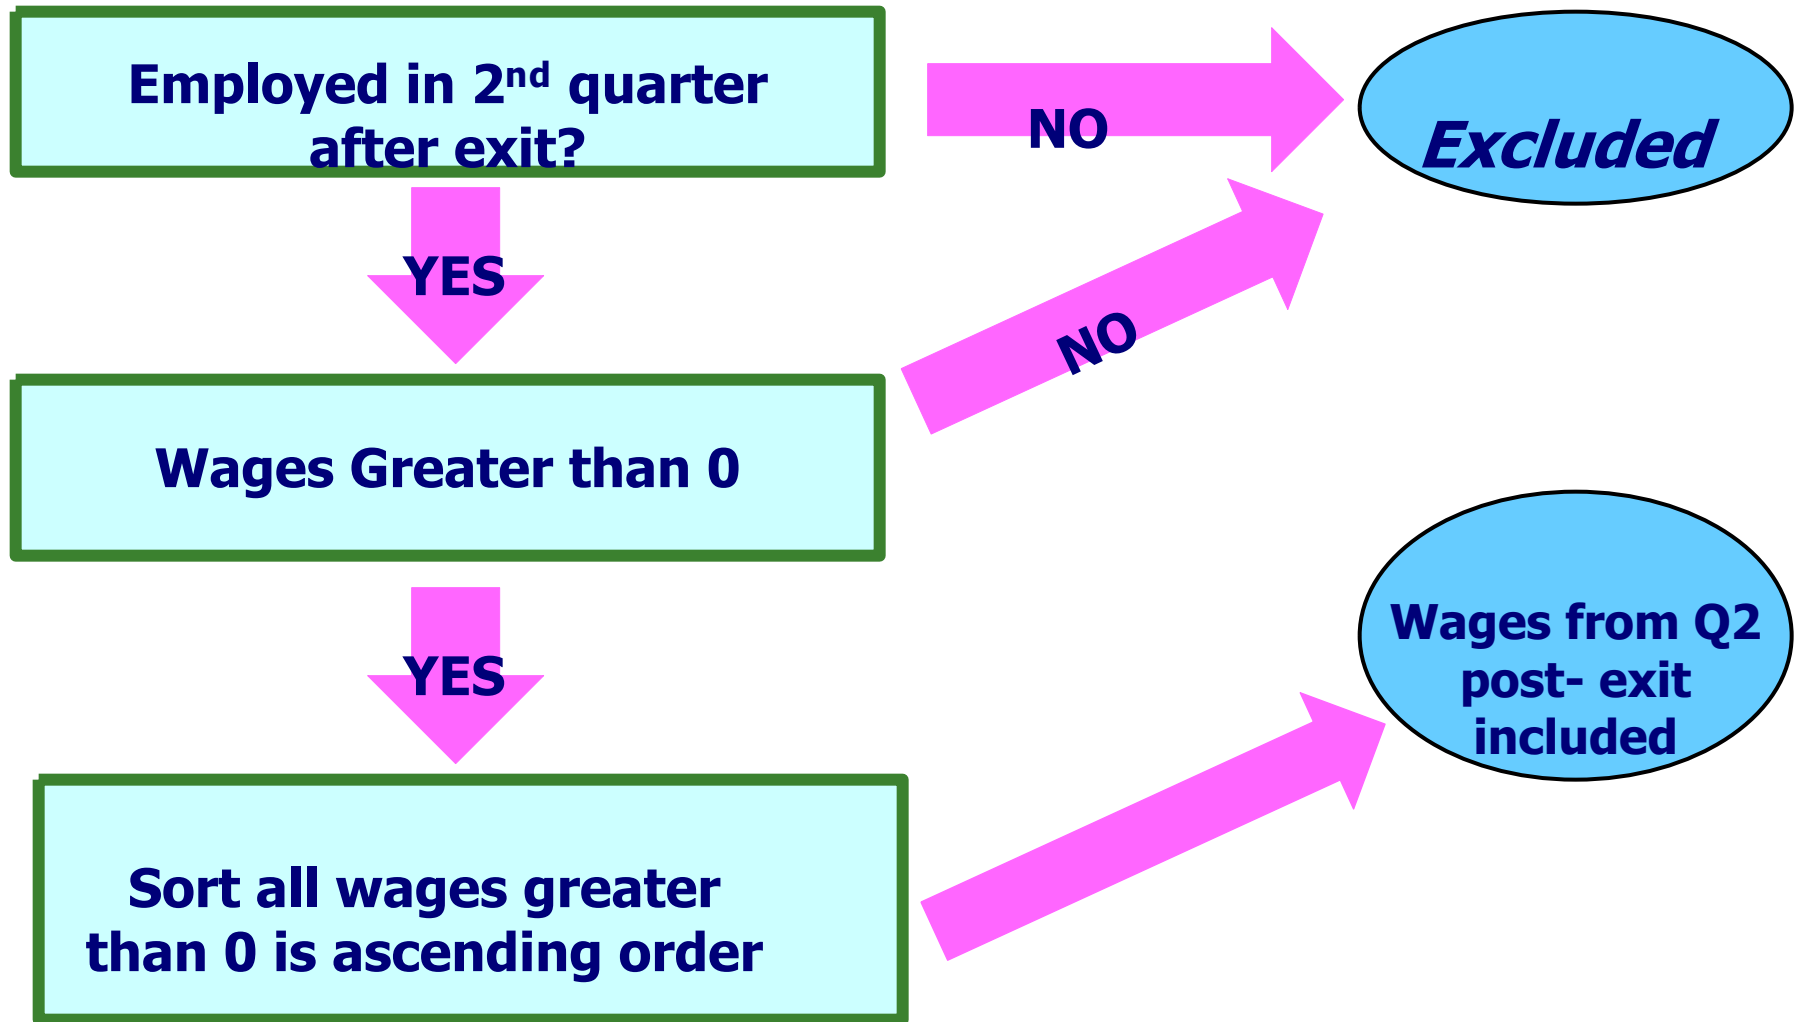 Employed in 2nd quarter
after exit?
NO
Excluded
YES
NO
Wages Greater than 0
YES
Wages from Q2
post- exit
included
Sort all wages greater
than 0 is ascending order